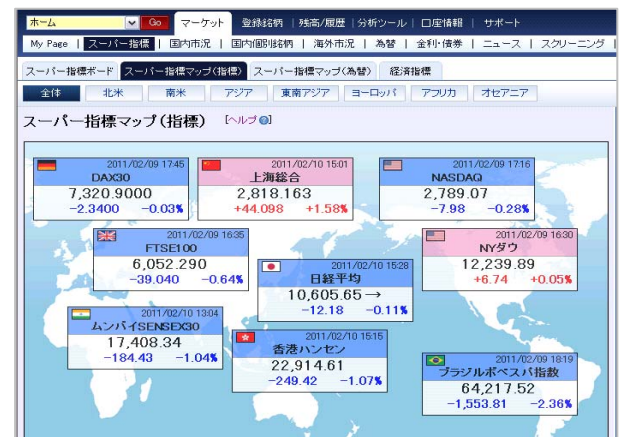 ホーム Go マーケット 登録銘柄 | 残高/履歴 | 分析ツール | 口座情報 | サポート
My Page | スーパー指標 | 国内市況 | 国内個別銘柄 | 海外市況 | 為替 | 金利・債券 | ニュース | スクリーニング |
スーパー指標ボード スーパー指標マップ(指標) スーパー指標マップ(為替) 経済指標
全体 北米 南米 アジア 東南アジア ヨーロッパ アフリカ オセアニア
スーパー指標マップ(指標) [ヘルプ]
2011/02/09 17:45
DAX30
7,320.9000
-2.3400 -0.03%
2011/02/10 15:01
上海総合
2,818.163
+44.098 +1.58%
2011/02/09 17:16
NASDAQ
2,789.07
-7.98 -0.28%
2011/02/09 16:35
FTSE100
6,052.290
-39.040 -0.64%
2011/02/10 15:28
日経平均
10,605.65→
-12.18 -0.11%
2011/02/09 16:30
NYダウ
12,239.89
+6.74 +0.05%
2011/02/10 13:04
ムンバイSENSEX30
17,408.34
-184.43 -1.04%
2011/02/10 15:15
香港ハンセン
22,914.61
-249.42 -1.07%
2011/02/09 18:19
ブラジルボベスパ指数
64,217.52
-1,553.81 -2.36%